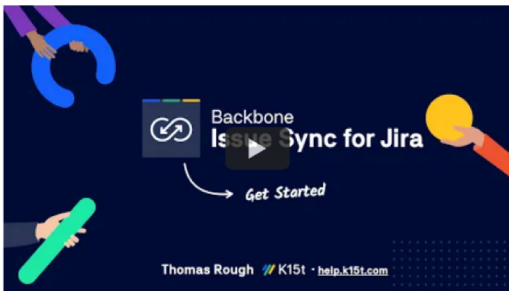 Backbone
Issue Sync for Jira
Get Started
Thomas Rough K15t · help.k15t.com